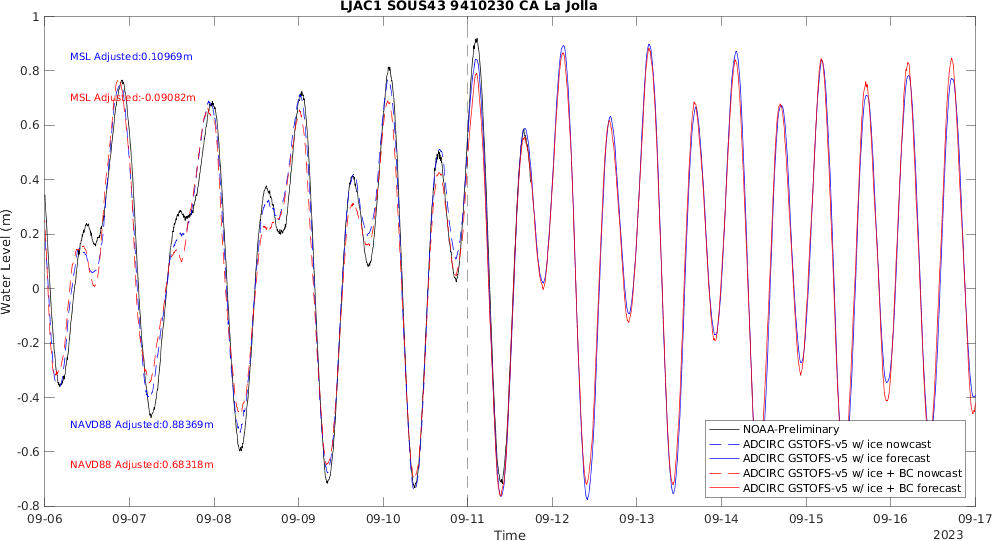 LJAC1 SOUS43 9410230 CA La Jolla
MSL Adjusted:0.10969m
MSL Adjusted:-0.09082m
NAVD88 Adjusted:0.88369m
NAVD88 Adjusted:0.68318m
Water Level (m)
1
0.8
0.6
0.4
0.2
0
-0.2
-0.4
-0.6
-0.8
NOAA-Preliminary
ADCIRC GSTOFS-v5 w/ ice nowcast
ADCIRC GSTOFS-v5 w/ ice forecast
ADCIRC GSTOFS-v5 w/ ice + BC nowcast
ADCIRC GSTOFS-v5 w/ ice + BC forecast
09-06 09-07 09-08 09-09 09-10 09-11 09-12 09-13 09-14 09-15 09-16 09-17
Time
2023